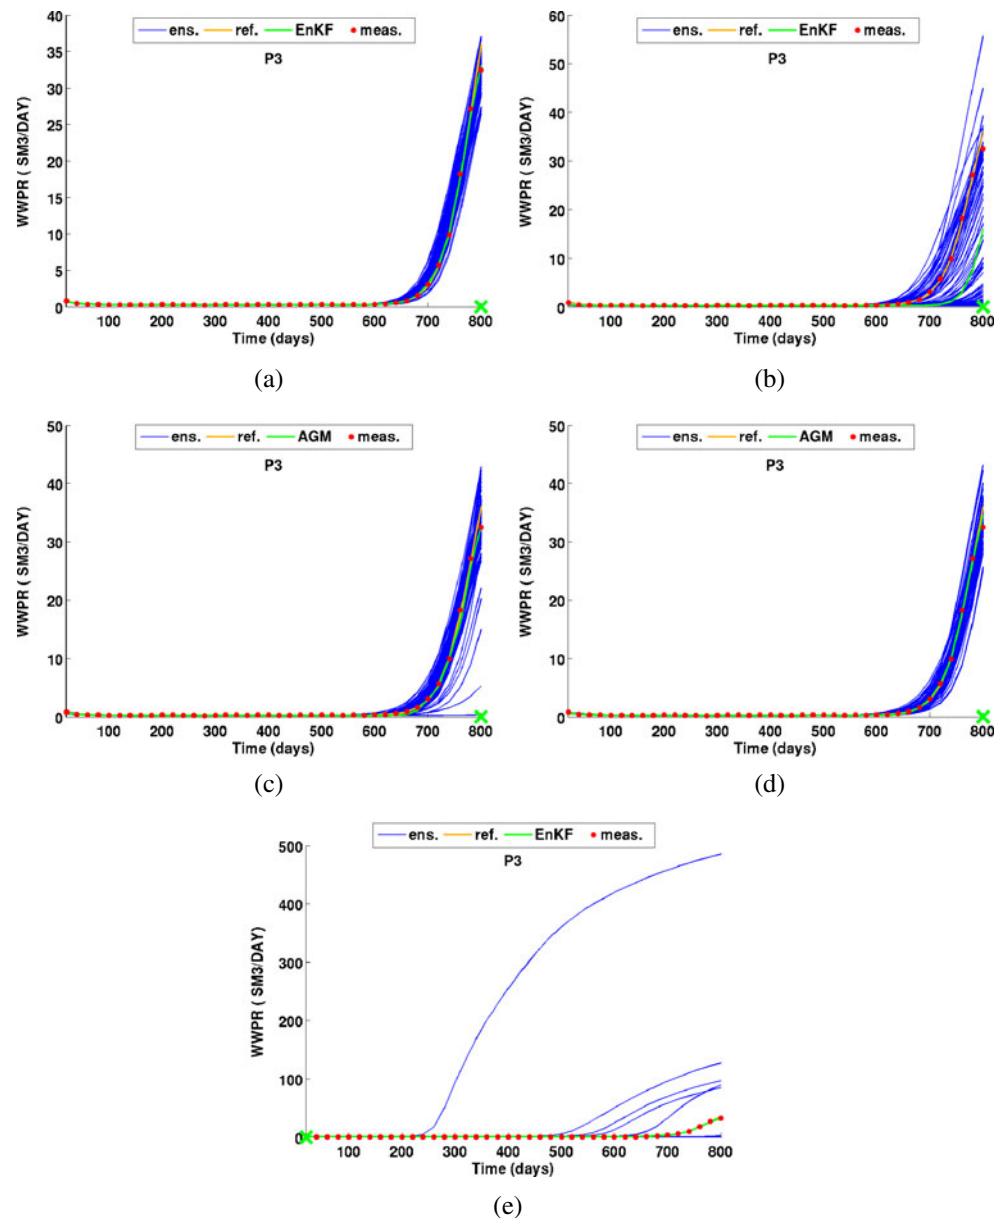 40
35
30
25
20
15
10
5
0
WWPR ( SM3/DAY)
ens. ref. EnKF meas.
P3
100 200 300 400 500 600 700 800
Time (days)
(a)
60
50
40
30
20
10
0
WWPR ( SM3/DAY)
ens. ref. EnKF meas.
P3
100 200 300 400 500 600 700 800
Time (days)
(b)
50
40
30
20
10
0
WWPR ( SM3/DAY)
ens. ref. AGM meas.
P3
100 200 300 400 500 600 700 800
Time (days)
(c)
50
40
30
20
10
0
WWPR ( SM3/DAY)
ens. ref. AGM meas.
P3
100 200 300 400 500 600 700 800
Time (days)
(d)
500
400
300
200
100
0
WWPR ( SM3/DAY)
ens. ref. EnKF meas.
P3
100 200 300 400 500 600 700 800
Time (days)
(e)